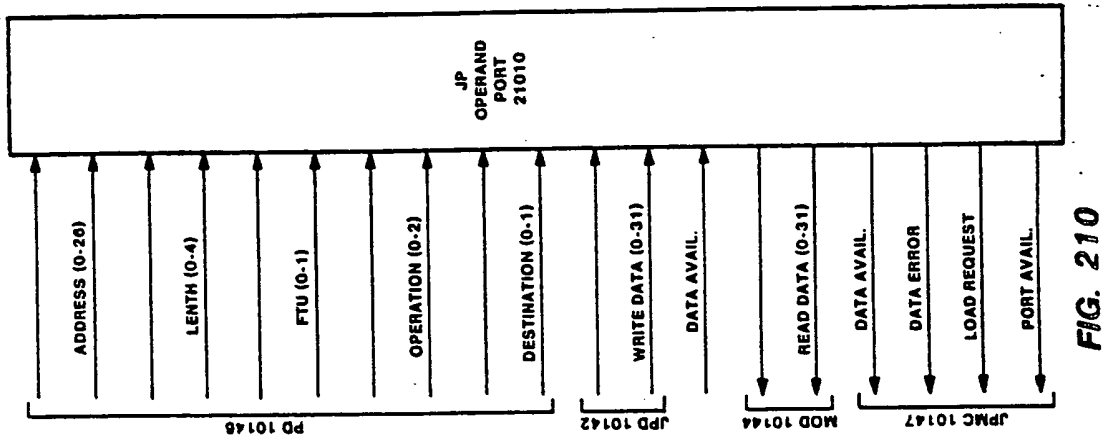 JP
OPERAND
PORT
21010
ADDRESS (0-26)
LENTH (0-4)
FTU (0-1)
OPERATION (0-2)
DESTINATION (0-1)
WRITE DATA (0-31)
DATA AVAIL.
READ DATA (0-31)
DATA AVAIL.
DATA ERROR
LOAD REQUEST
PORT AVAIL.
PD 10146
JPD 10142
MOD 10144
JPMC 10147
FIG. 210